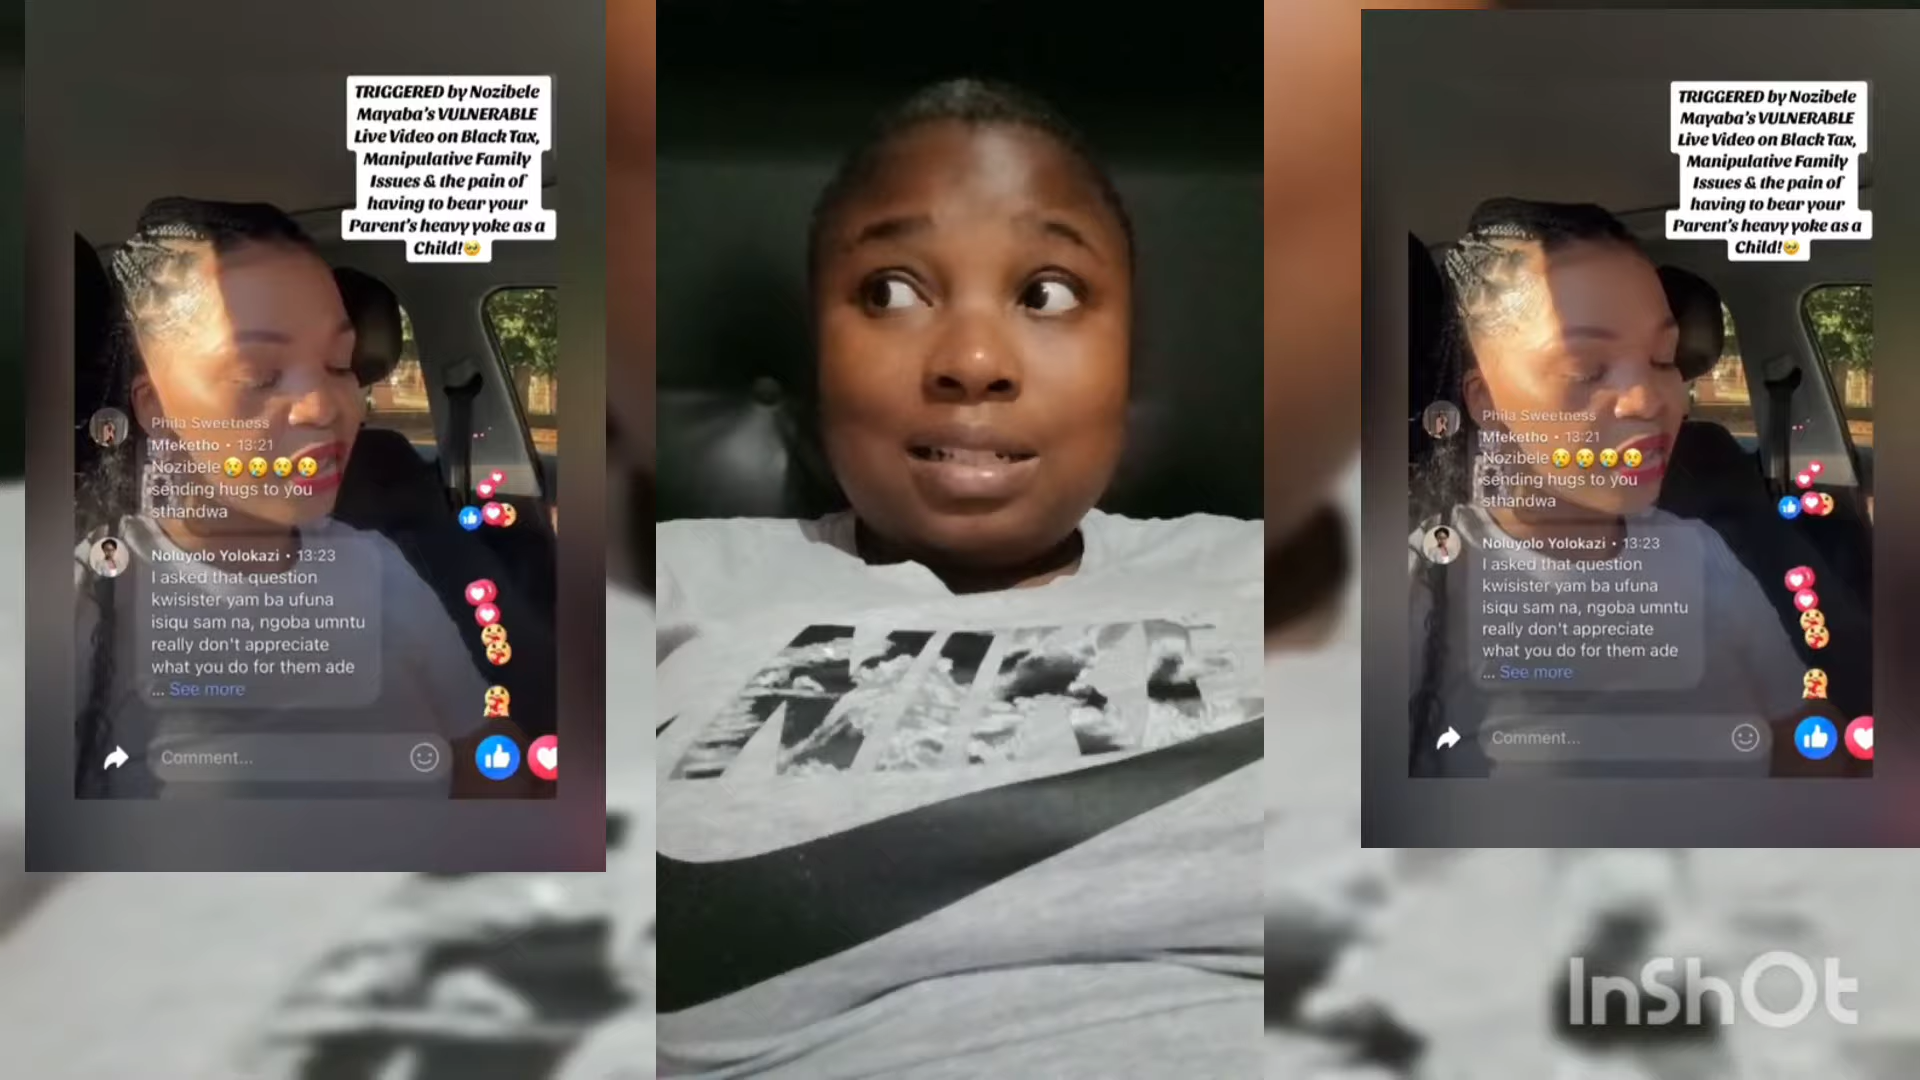 TRIGGERED by Nozibele
Mayaba's VULNERABLE
Live Video on Black Tax,
Manipulative Family
Issues & the pain of
having to bear your
Parent's heavy yoke as a
Child!🥺
Phila Sweetness
Mfeketho • 13:21
Nozibele 😢 😢 😢 😢
sending hugs to you
sthandwa
Noluyolo Yolokazi • 13:23
I asked that question
kwisister yam ba ufuna
isiqu sam na, ngoba umntu
really don't appreciate
what you do for them ade
... See more
Comment...
NIKE
TRIGGERED by Nozibele
Mayaba's VULNERABLE
Live Video on Black Tax,
Manipulative Family
Issues & the pain of
having to bear your
Parent's heavy yoke as a
Child!🥺
Phila Sweetness
Mfeketho • 13:21
Nozibele 😢 😢 😢 😢
sending hugs to you
sthandwa
Noluyolo Yolokazi • 13:23
I asked that question
kwisister yam ba ufuna
isiqu sam na, ngoba umntu
really don't appreciate
what you do for them ade
... See more
Comment...
InShOt